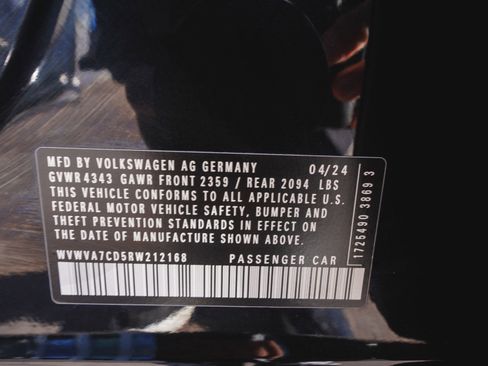 MFD BY VOLKSWAGEN AG GERMANY 04/24
GVWR 4343 GAWR FRONT 2359 / REAR 2094 LBS
THIS VEHICLE CONFORMS TO ALL APPLICABLE U.S.
FEDERAL MOTOR VEHICLE SAFETY, BUMPER AND
THEFT PREVENTION STANDARDS IN EFFECT ON
THE DATE OF MANUFACTURE SHOWN ABOVE.
WVWVA7CD5RW212168 PASSENGER CAR
1725490 3869 3